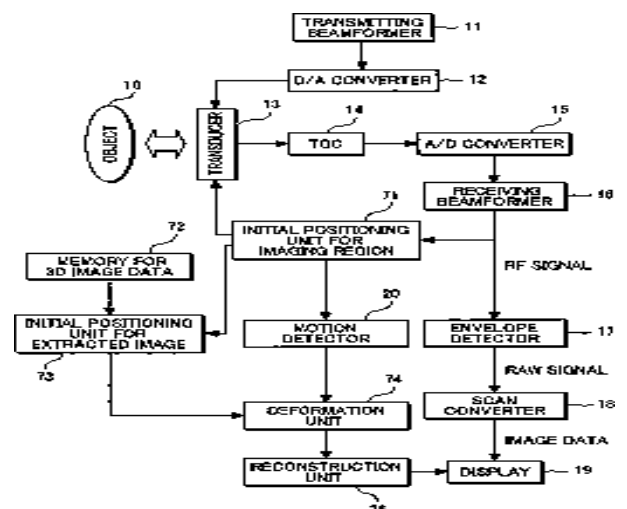 TRANSMITTING
BEAMFORMER
11
D/A CONVERTER
12
10
OBJECT
13
TRANSDUCER
14
TGC
15
A/D CONVERTER
RECEIVING
BEAMFORMER
16
INITIAL POSITIONING
UNIT FOR
IMAGING REGION
72
MEMORY FOR
3D IMAGE DATA
RF SIGNAL
INITIAL POSITIONING
UNIT FOR
EXTRACTED IMAGE
73
20
MOTION
DETECTOR
ENVELOPE
DETECTOR
17
RAW SIGNAL
74
DEFORMATION
UNIT
SCAN
CONVERTER
18
IMAGE DATA
RECONSTRUCTION
UNIT
DISPLAY
19